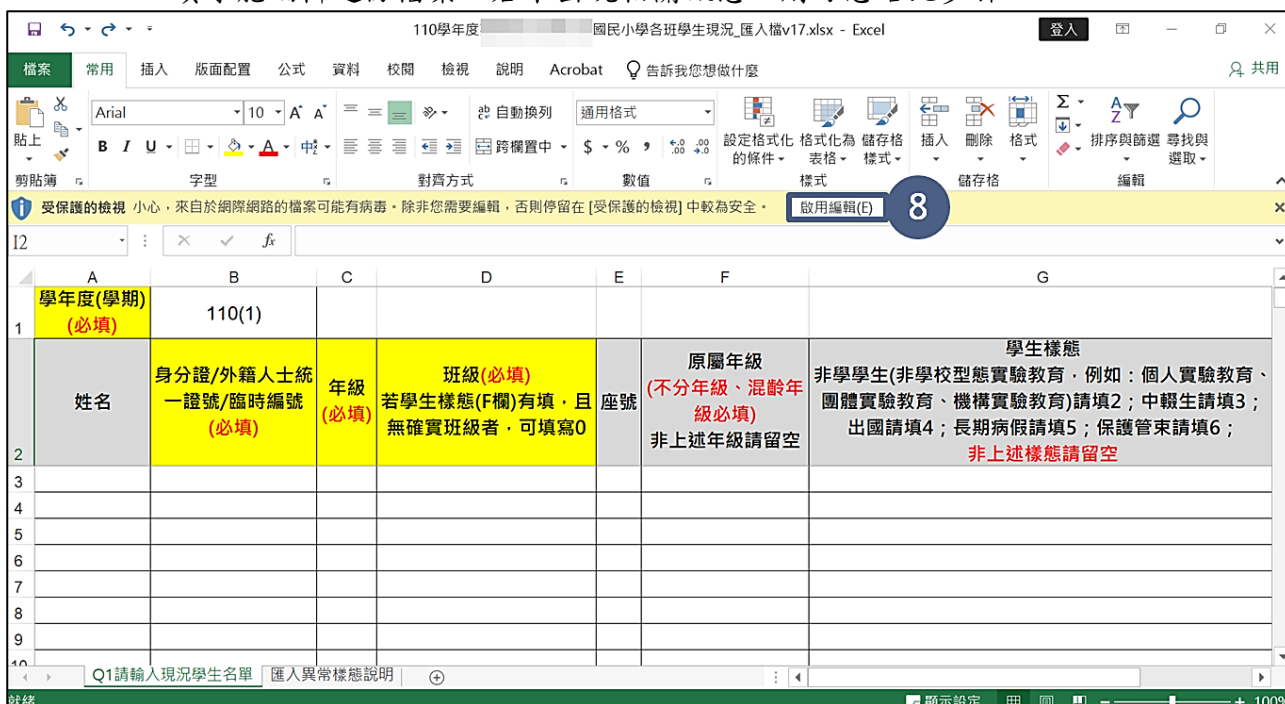 110學年度 國民小學各班學生現況_匯入檔v17.xlsx - Excel
登入
檔案 常用 插入 版面配置 公式 資料 校閱 檢視 說明 Acrobat 告訴我您想做什麼 共用
Arial 10 A A 自動換列 通用格式
貼上 B I U A 中 跨欄置中 $ % 設定格式化的條件 格式化為表格 儲存格樣式 插入 刪除 格式 Σ 排序與篩選 尋找與選取
剪貼簿 字型 對齊方式 數值 樣式 儲存格 編輯
受保護的檢視 小心，來自於網際網路的檔案可能有病毒。除非您需要編輯，否則停留在 [受保護的檢視] 中較為安全。 啟用編輯(E) 8
I2 fx
A B C D E F G
1
學年度(學期)
(必填)
110(1)
2
姓名
身分證/外籍人士統
一證號/臨時編號
(必填)
年級
(必填)
班級(必填)
若學生樣態(F欄)有填，且
無確實班級者，可填寫0
座號
原屬年級
(不分年級、混齡年
級必填)
非上述年級請留空
學生樣態
非學學生(非學校型態實驗教育，例如：個人實驗教育、
團體實驗教育、機構實驗教育)請填2；中輟生請填3；
出國請填4；長期病假請填5；保護管束請填6；
非上述樣態請留空
3
4
5
6
7
8
9
Q1請輸入現況學生名單 匯入異常樣態說明
就緒 顯示設定 100%